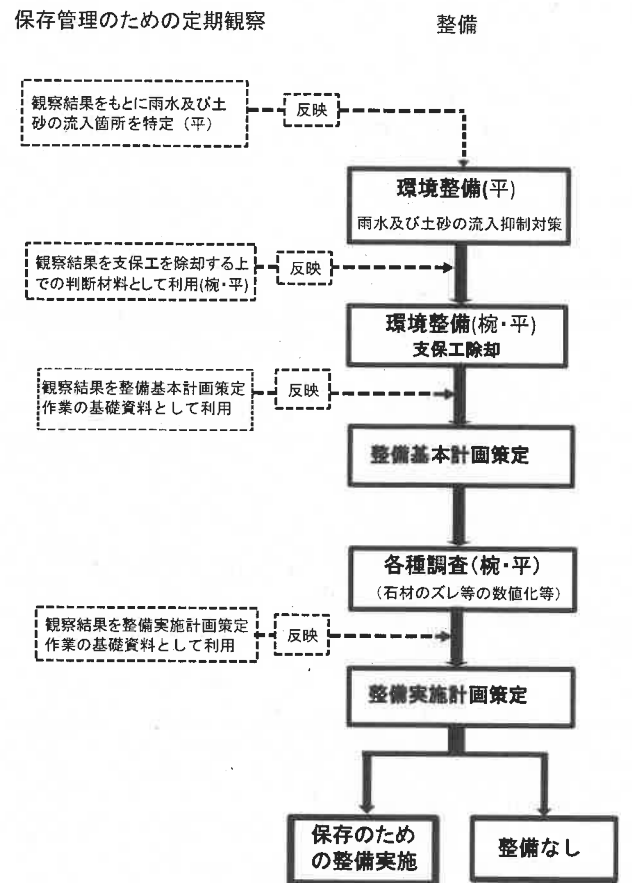 保存管理のための定期観察
整備
観察結果をもとに雨水及び土
砂の流入箇所を特定（平）
反映
環境整備(平)
雨水及び土砂の流入抑制対策
観察結果を支保工を除却する上
での判断材料として利用(椀・平)
反映
環境整備(椀・平)
支保工除却
観察結果を整備基本計画策定
作業の基礎資料として利用
反映
整備基本計画策定
各種調査(椀・平)
（石材のズレ等の数値化等）
観察結果を整備実施計画策定
作業の基礎資料として利用
反映
整備実施計画策定
保存のため
の整備実施
整備なし